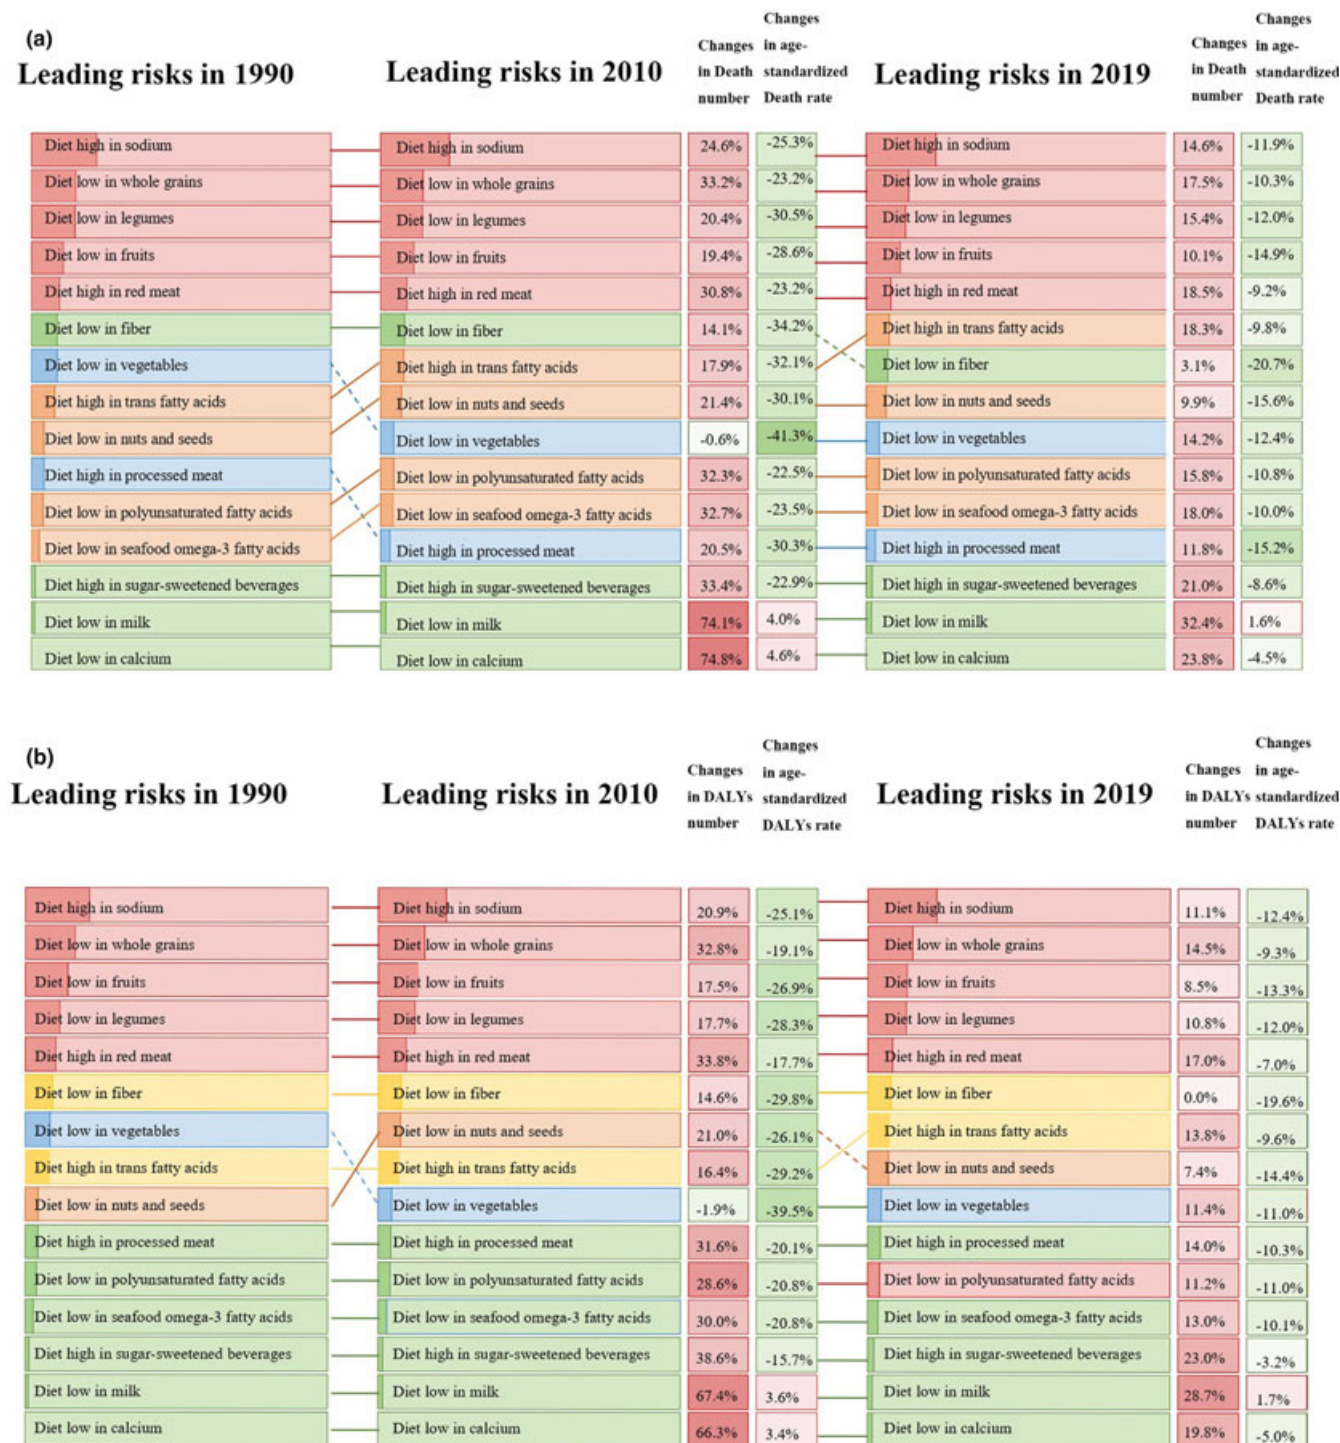 (a)
Leading risks in 1990
Leading risks in 2010
Changes
in Death
number
Changes
in age-
standardized
Death rate
Leading risks in 2019
Changes
in Death
number
Changes
in age-
standardized
Death rate
Diet high in sodium Diet high in sodium 24.6% -25.3% Diet high in sodium 14.6% -11.9%
Diet low in whole grains Diet low in whole grains 33.2% -23.2% Diet low in whole grains 17.5% -10.3%
Diet low in legumes Diet low in legumes 20.4% -30.5% Diet low in legumes 15.4% -12.0%
Diet low in fruits Diet low in fruits 19.4% -28.6% Diet low in fruits 10.1% -14.9%
Diet high in red meat Diet high in red meat 30.8% -23.2% Diet high in red meat 18.5% -9.2%
Diet low in fiber Diet low in fiber 14.1% -34.2% Diet high in trans fatty acids 18.3% -9.8%
Diet low in vegetables Diet high in trans fatty acids 17.9% -32.1% Diet low in fiber 3.1% -20.7%
Diet high in trans fatty acids Diet low in nuts and seeds 21.4% -30.1% Diet low in nuts and seeds 9.9% -15.6%
Diet low in nuts and seeds Diet low in vegetables -0.6% -41.3% Diet low in vegetables 14.2% -12.4%
Diet high in processed meat Diet low in polyunsaturated fatty acids 32.3% -22.5% Diet low in polyunsaturated fatty acids 15.8% -10.8%
Diet low in polyunsaturated fatty acids Diet low in seafood omega-3 fatty acids 32.7% -23.5% Diet low in seafood omega-3 fatty acids 18.0% -10.0%
Diet low in seafood omega-3 fatty acids Diet high in processed meat 20.5% -30.3% Diet high in processed meat 11.8% -15.2%
Diet high in sugar-sweetened beverages Diet high in sugar-sweetened beverages 33.4% -22.9% Diet high in sugar-sweetened beverages 21.0% -8.6%
Diet low in milk Diet low in milk 74.1% 4.0% Diet low in milk 32.4% 1.6%
Diet low in calcium Diet low in calcium 74.8% 4.6% Diet low in calcium 23.8% -4.5%
(b)
Leading risks in 1990
Leading risks in 2010
Changes
in DALYs
number
Changes
in age-
standardized
DALYs rate
Leading risks in 2019
Changes
in DALYs
number
Changes
in age-
standardized
DALYs rate
Diet high in sodium Diet high in sodium 20.9% -25.1% Diet high in sodium 11.1% -12.4%
Diet low in whole grains Diet low in whole grains 32.8% -19.1% Diet low in whole grains 14.5% -9.3%
Diet low in fruits Diet low in fruits 17.5% -26.9% Diet low in fruits 8.5% -13.3%
Diet low in legumes Diet low in legumes 17.7% -28.3% Diet low in legumes 10.8% -12.0%
Diet high in red meat Diet high in red meat 33.8% -17.7% Diet high in red meat 17.0% -7.0%
Diet low in fiber Diet low in fiber 14.6% -29.8% Diet low in fiber 0.0% -19.6%
Diet low in vegetables Diet low in nuts and seeds 21.0% -26.1% Diet high in trans fatty acids 13.8% -9.6%
Diet high in trans fatty acids Diet high in trans fatty acids 16.4% -29.2% Diet low in nuts and seeds 7.4% -14.4%
Diet low in nuts and seeds Diet low in vegetables -1.9% -39.5% Diet low in vegetables 11.4% -11.0%
Diet high in processed meat Diet high in processed meat 31.6% -20.1% Diet high in processed meat 14.0% -10.3%
Diet low in polyunsaturated fatty acids Diet low in polyunsaturated fatty acids 28.6% -20.8% Diet low in polyunsaturated fatty acids 11.2% -11.0%
Diet low in seafood omega-3 fatty acids Diet low in seafood omega-3 fatty acids 30.0% -20.8% Diet low in seafood omega-3 fatty acids 13.0% -10.1%
Diet high in sugar-sweetened beverages Diet high in sugar-sweetened beverages 38.6% -15.7% Diet high in sugar-sweetened beverages 23.0% -3.2%
Diet low in milk Diet low in milk 67.4% 3.6% Diet low in milk 28.7% 1.7%
Diet low in calcium Diet low in calcium 66.3% 3.4% Diet low in calcium 19.8% -5.0%